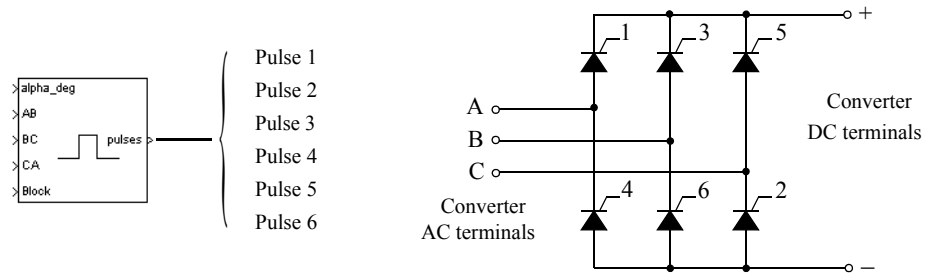 alpha_deg
AB
BC
CA
Block
pulses
Pulse 1
Pulse 2
Pulse 3
Pulse 4
Pulse 5
Pulse 6
1
3
5
+
A
B
C
Converter
DC terminals
4
6
2
Converter
AC terminals
−